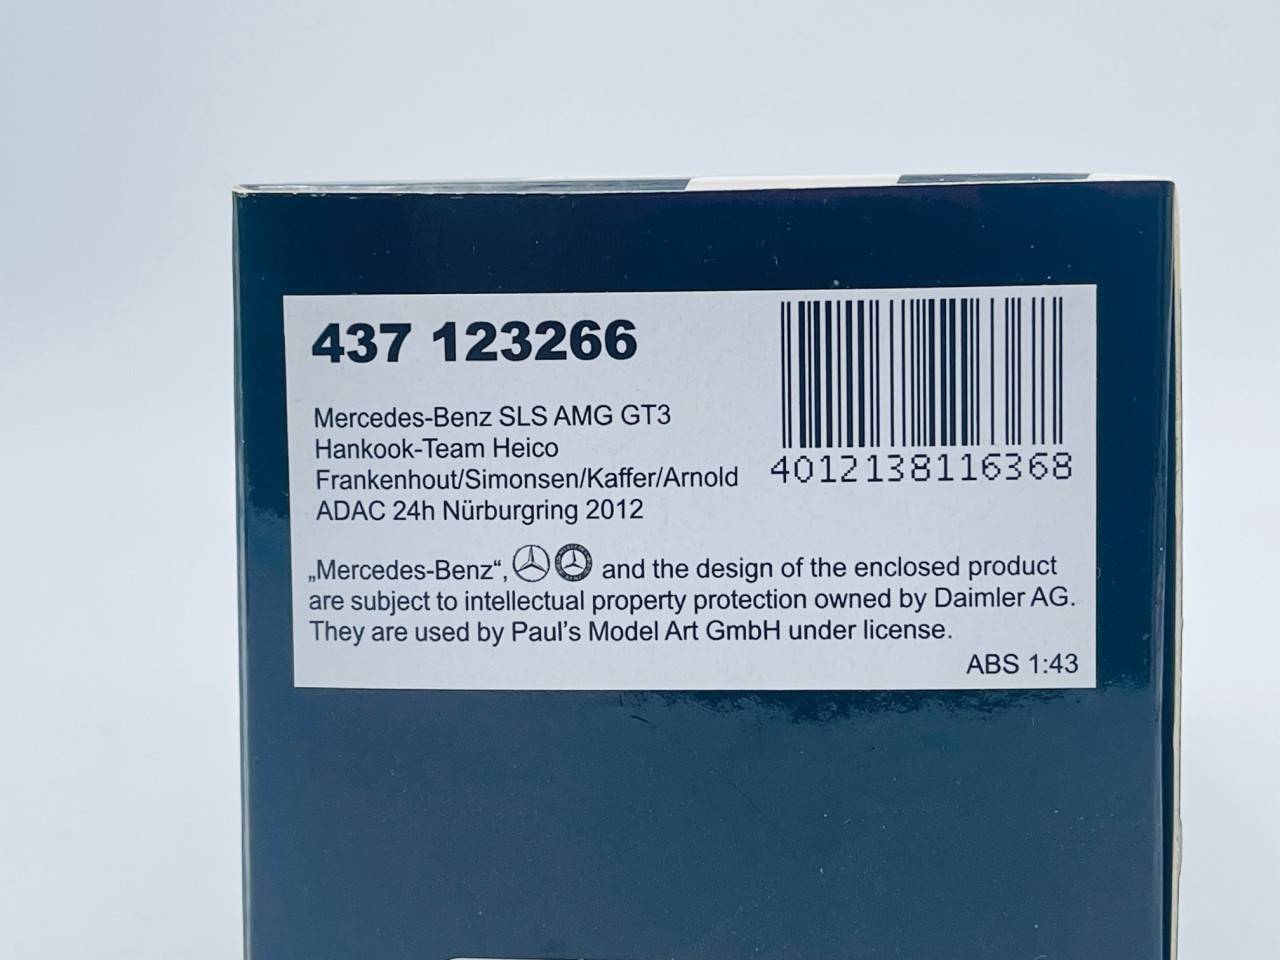 437 123266
Mercedes-Benz SLS AMG GT3
Hankook-Team Heico
Frankenhout/Simonsen/Kaffer/Arnold
ADAC 24h Nürburgring 2012
4012138116368
„Mercedes-Benz“, and the design of the enclosed product
are subject to intellectual property protection owned by Daimler AG.
They are used by Paul's Model Art GmbH under license.
ABS 1:43